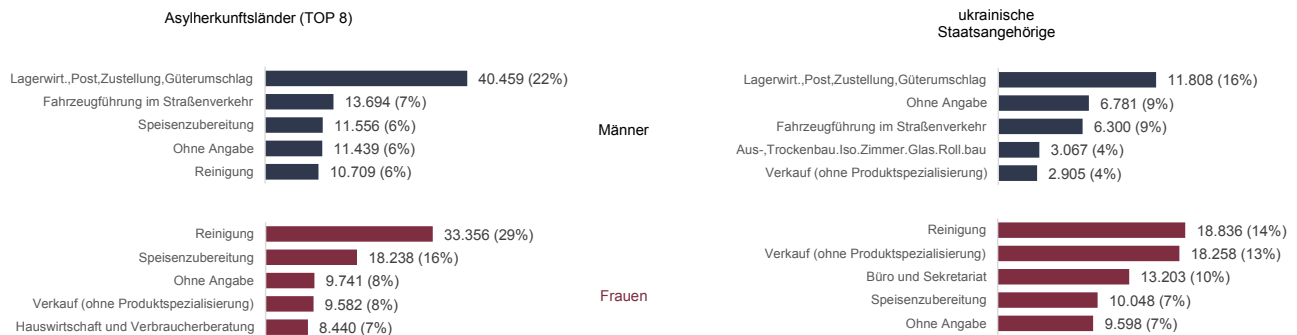 Asylherkunftsländer (TOP 8)
ukrainische
Staatsangehörige
Lagerwirt.,Post,Zustellung,Güterumschlag 40.459 (22%)
Fahrzeugführung im Straßenverkehr 13.694 (7%)
Speisenzubereitung 11.556 (6%)
Ohne Angabe 11.439 (6%)
Reinigung 10.709 (6%)
Männer
Lagerwirt.,Post,Zustellung,Güterumschlag 11.808 (16%)
Ohne Angabe 6.781 (9%)
Fahrzeugführung im Straßenverkehr 6.300 (9%)
Aus-,Trockenbau.Iso.Zimmer.Glas.Roll.bau 3.067 (4%)
Verkauf (ohne Produktspezialisierung) 2.905 (4%)
Reinigung 33.356 (29%)
Speisenzubereitung 18.238 (16%)
Ohne Angabe 9.741 (8%)
Verkauf (ohne Produktspezialisierung) 9.582 (8%)
Hauswirtschaft und Verbraucherberatung 8.440 (7%)
Frauen
Reinigung 18.836 (14%)
Verkauf (ohne Produktspezialisierung) 18.258 (13%)
Büro und Sekretariat 13.203 (10%)
Speisenzubereitung 10.048 (7%)
Ohne Angabe 9.598 (7%)